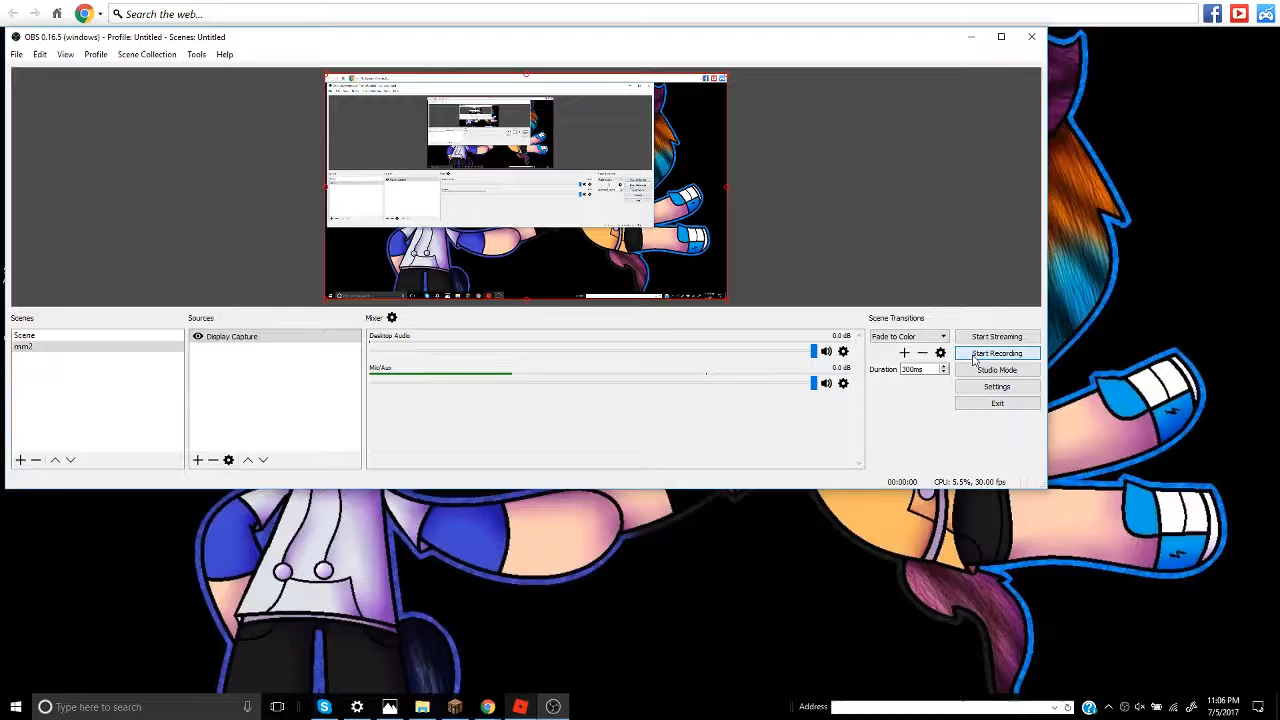 Search the web...
OBS 0.16.5 (windows) - Profile: Untitled - Scenes: Untitled
File Edit View Profile Scene Collection Tools Help
Scenes
Scene
mm2
Sources
Display Capture
Mixer
Desktop Audio 0.0 dB
Mic/Aux 0.0 dB
Scene Transitions
Fade to Color
Duration 300ms
Start Streaming
Start Recording
Studio Mode
Settings
Exit
00:00:00 CPU: 5.5%, 30.00 fps
Type here to search
Address
11:06 PM
7/5/2017